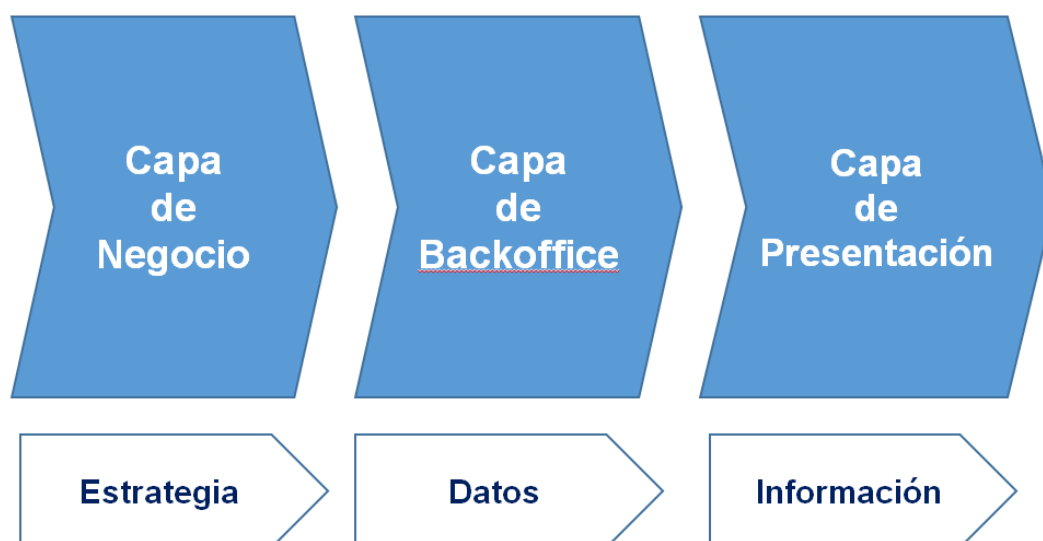 Capa
de
Negocio
Capa
de
Backoffice
Capa
de
Presentación
Estrategia
Datos
Información